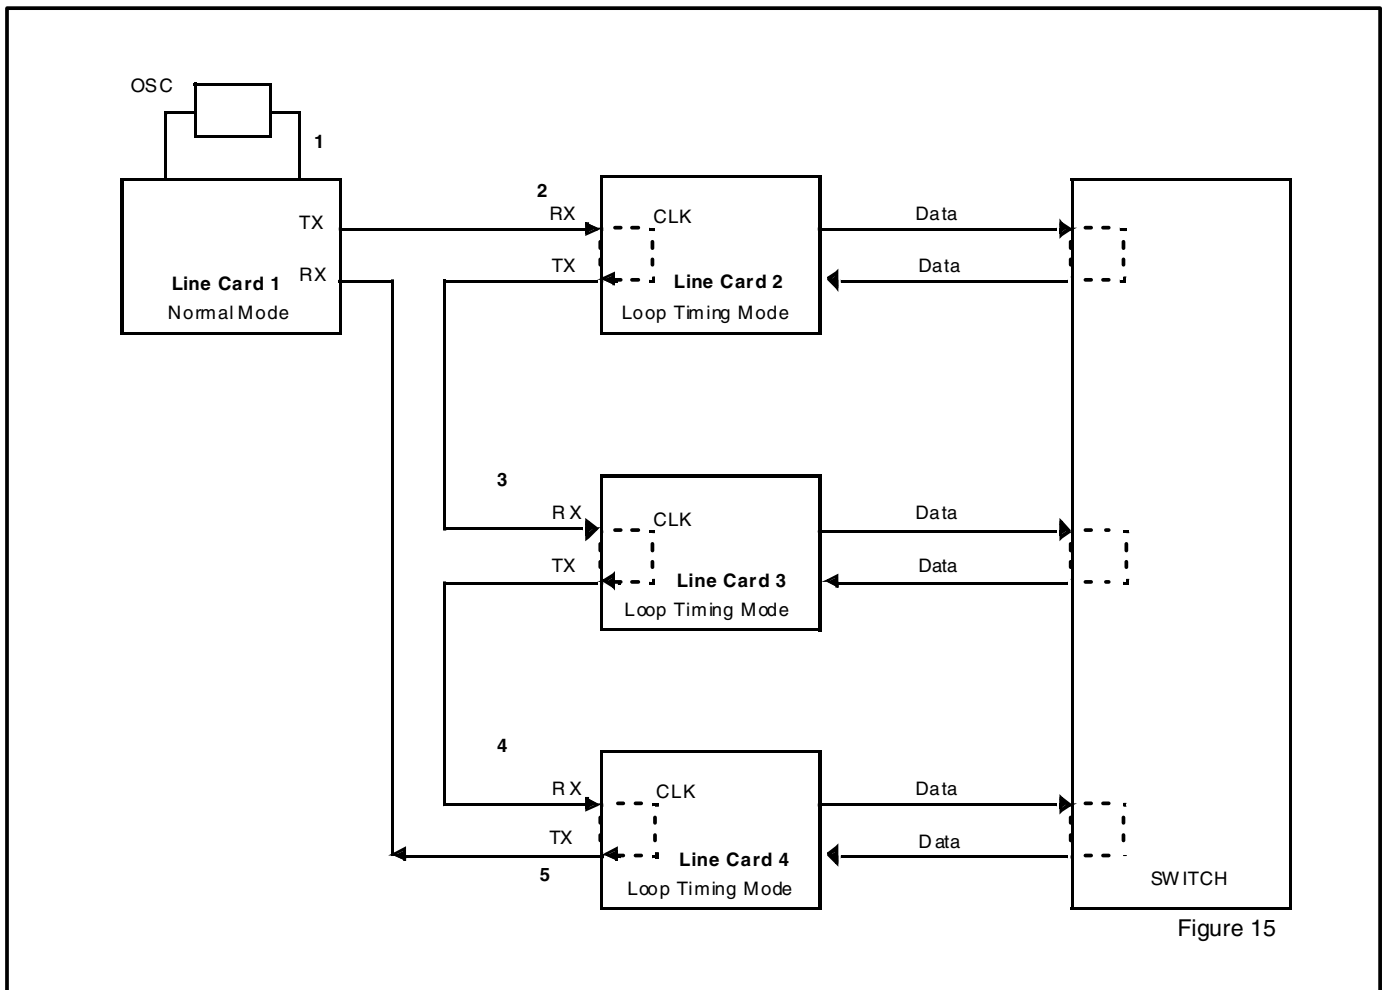 OSC
1
TX
RX
Line Card 1
Normal Mode
2
RX
CLK
TX
Line Card 2
Loop Timing Mode
Data
Data
3
RX
CLK
TX
Line Card 3
Loop Timing Mode
Data
Data
4
RX
CLK
TX
5
Line Card 4
Loop Timing Mode
Data
Data
SWITCH
Figure 15